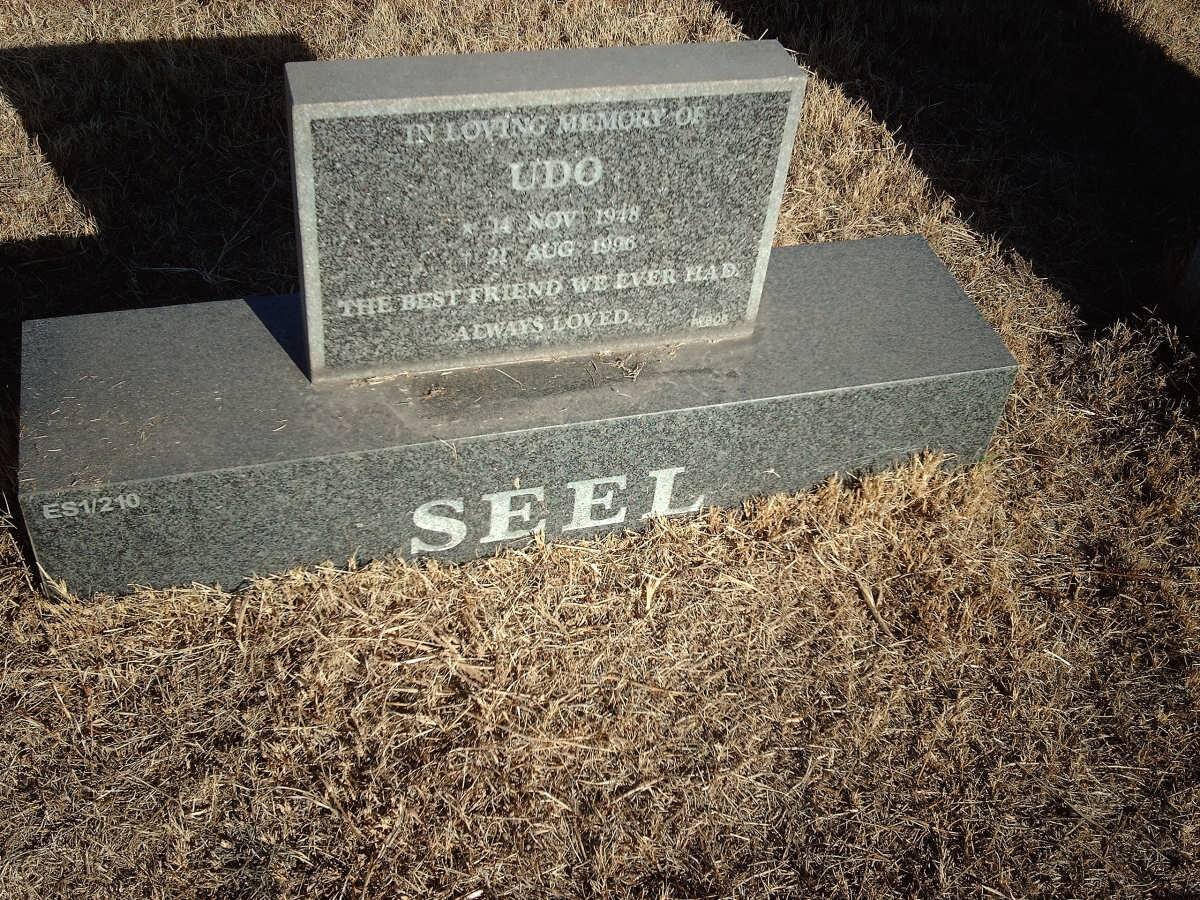 IN LOVING MEMORY OF
UDO
* 14 NOV 1948
21 AUG 1996
THE BEST FRIEND WE EVER HAD.
ALWAYS LOVED.
ES1/210
SEEL